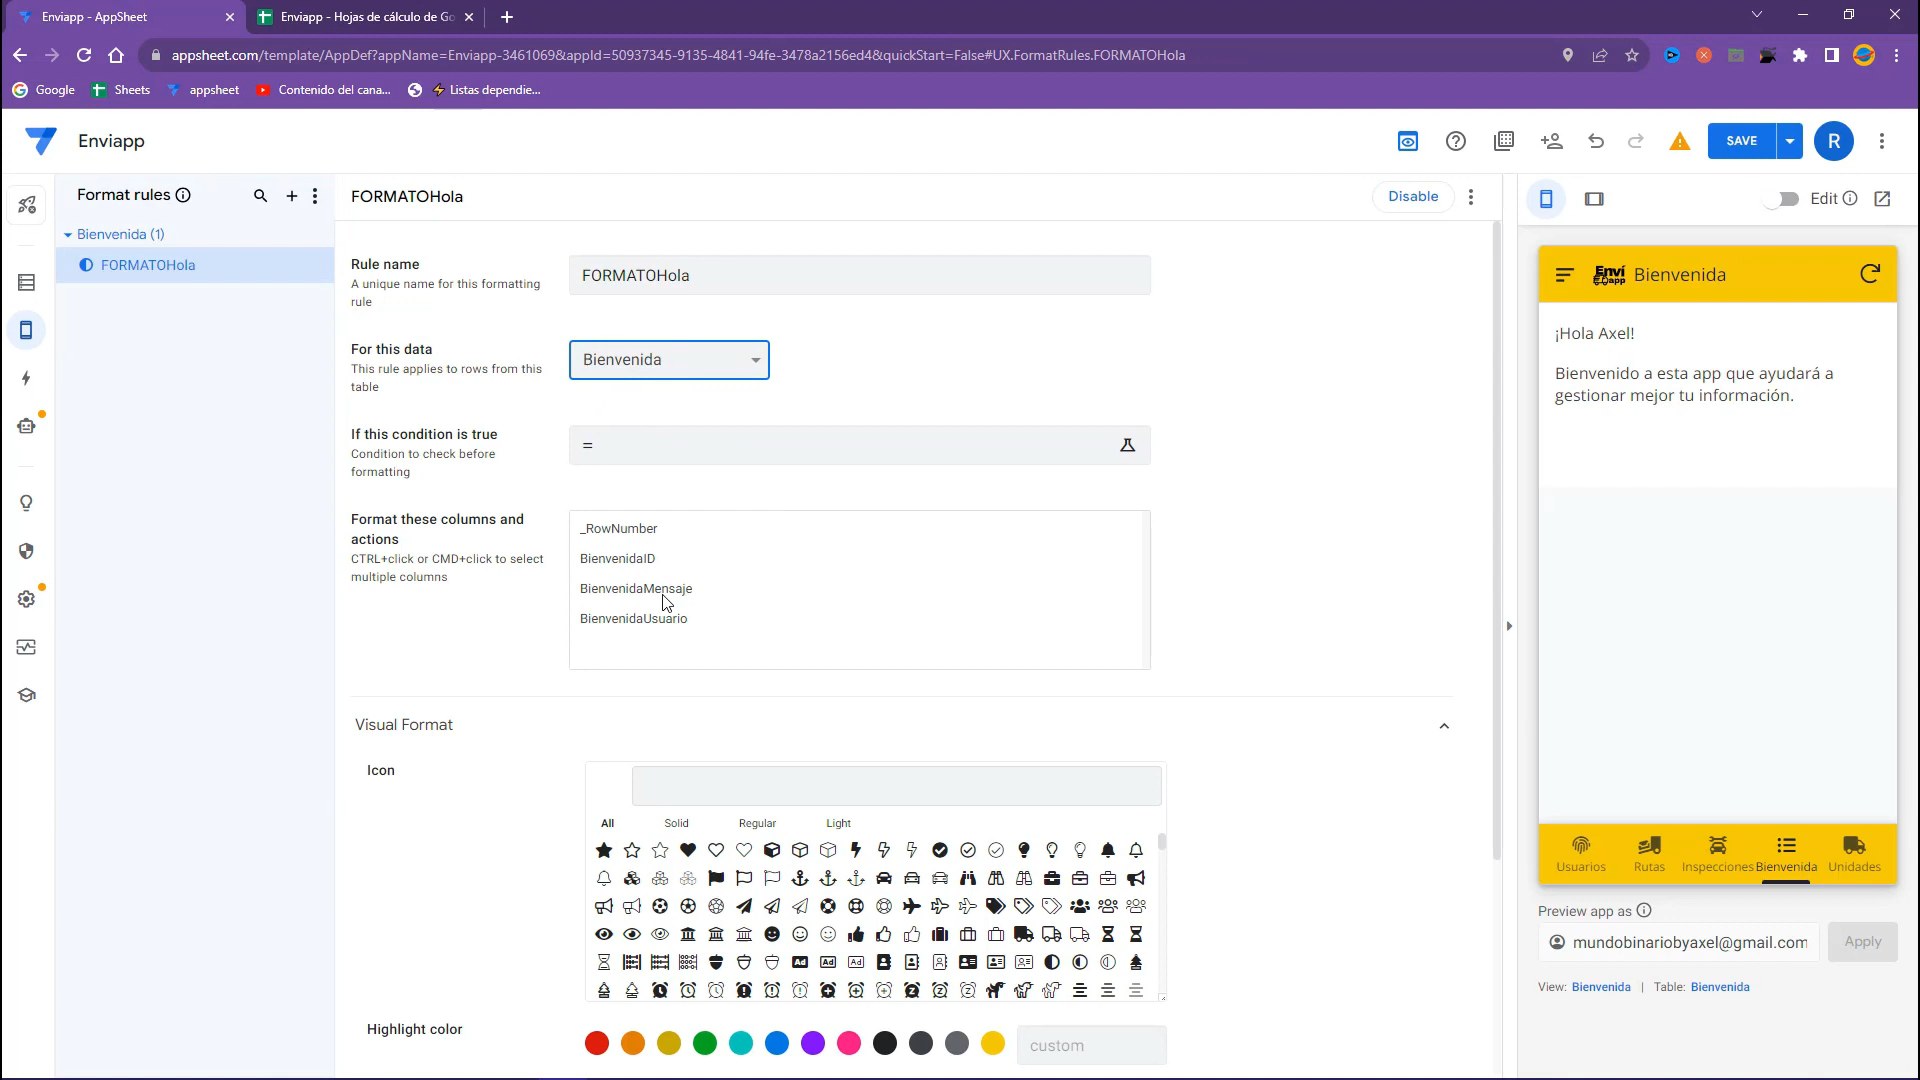 Enviapp - AppSheet
Enviapp - Hojas de cálculo de Go
appsheet.com/template/AppDef?appName=Enviapp-3461069&appId=50937345-9135-4841-94fe-3478a2156ed4&quickStart=False#UX.FormatRules.FORMATOHola
Google
Sheets
appsheet
Contenido del cana...
Listas dependie...
Enviapp
SAVE
R
Format rules
Bienvenida (1)
FORMATOHola
FORMATOHola
Disable
Rule name
A unique name for this formatting
rule
FORMATOHola
For this data
This rule applies to rows from this
table
Bienvenida
If this condition is true
Condition to check before
formatting
=
Format these columns and
actions
CTRL+click or CMD+click to select
multiple columns
_RowNumber
BienvenidaID
BienvenidaMensaje
BienvenidaUsuario
Visual Format
Icon
All
Solid
Regular
Light
Highlight color
custom
Edit
Enví
app
Bienvenida
¡Hola Axel!
Bienvenido a esta app que ayudará a
gestionar mejor tu información.
Usuarios
Rutas
Inspecciones
Bienvenida
Unidades
Preview app as
mundobinariobyaxel@gmail.com
Apply
View: Bienvenida | Table: Bienvenida